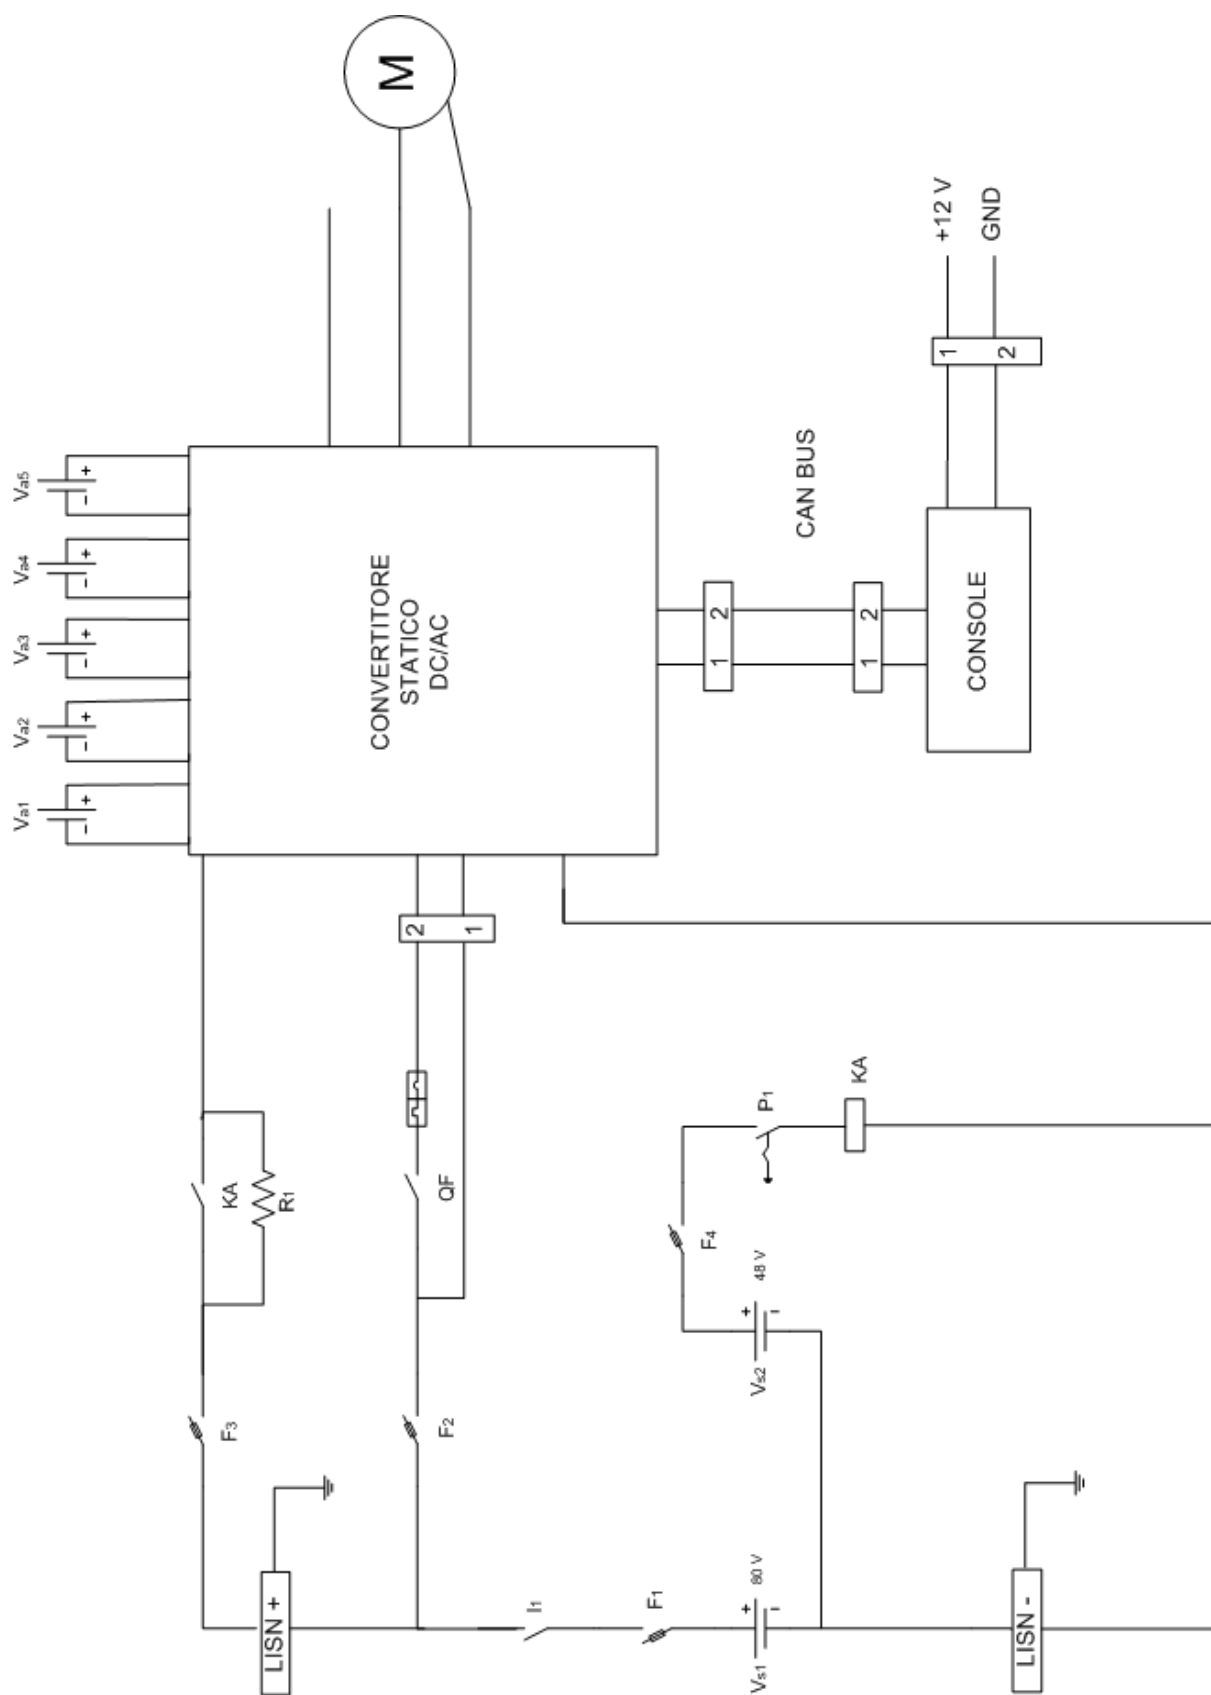 M
Va1
Va2
Va3
Va4
Va5
- +
- +
- +
- +
- +
CONVERTITORE
STATICO
DC/AC
+12 V
GND
1
2
CAN BUS
1 2
1 2
CONSOLE
2
1
KA
R1
QF
F3
F2
LISN +
I1
F1
80 V
+
-
Vs1
48 V
+
-
Vs2
F4
P1
KA
LISN -